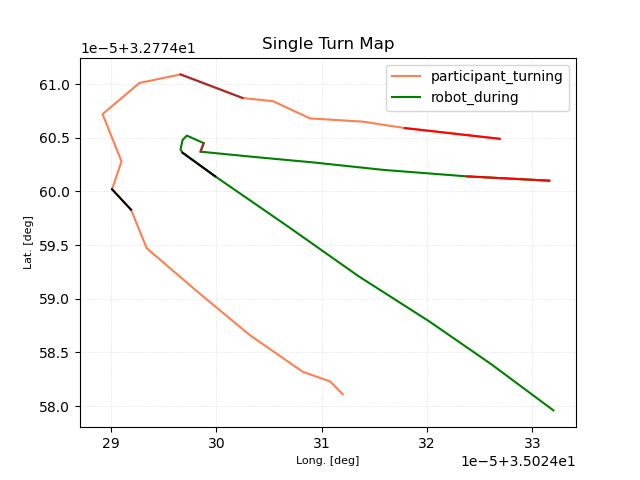 1e−5+3.2774e1
Single Turn Map
participant_turning
robot_during
61.0
60.5
60.0
59.5
59.0
58.5
58.0
Lat. [deg]
29 30 31 32 33
Long. [deg]
1e−5+3.5024e1